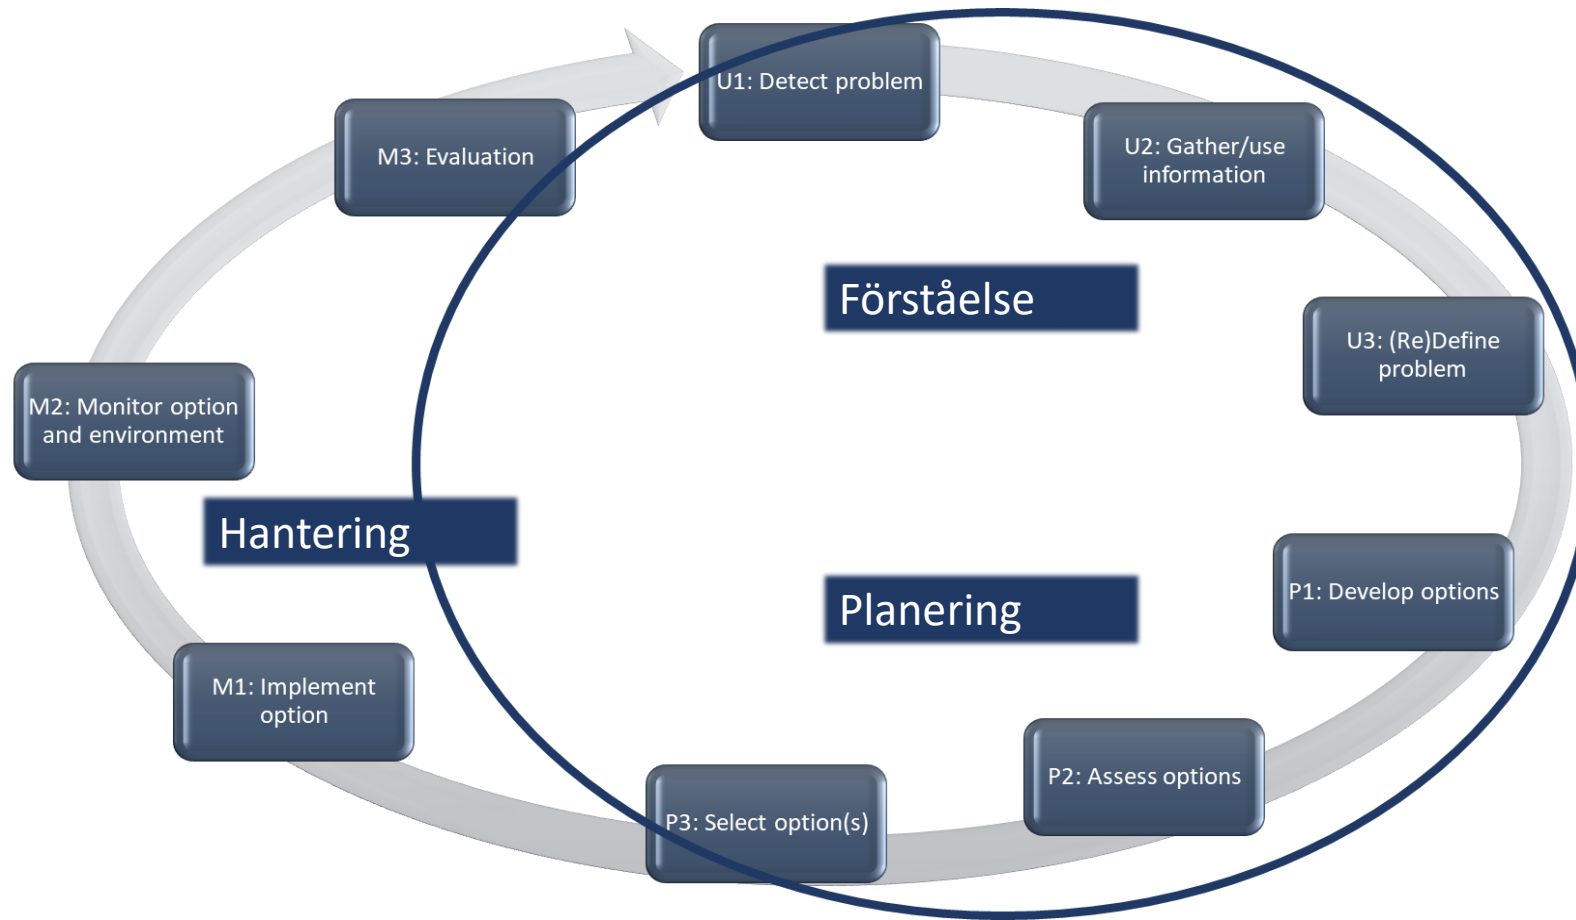 U1: Detect problem
U2: Gather/use
information
U3: (Re)Define
problem
P1: Develop options
P2: Assess options
P3: Select option(s)
M1: Implement
option
M2: Monitor option
and environment
M3: Evaluation
Förståelse
Hantering
Planering